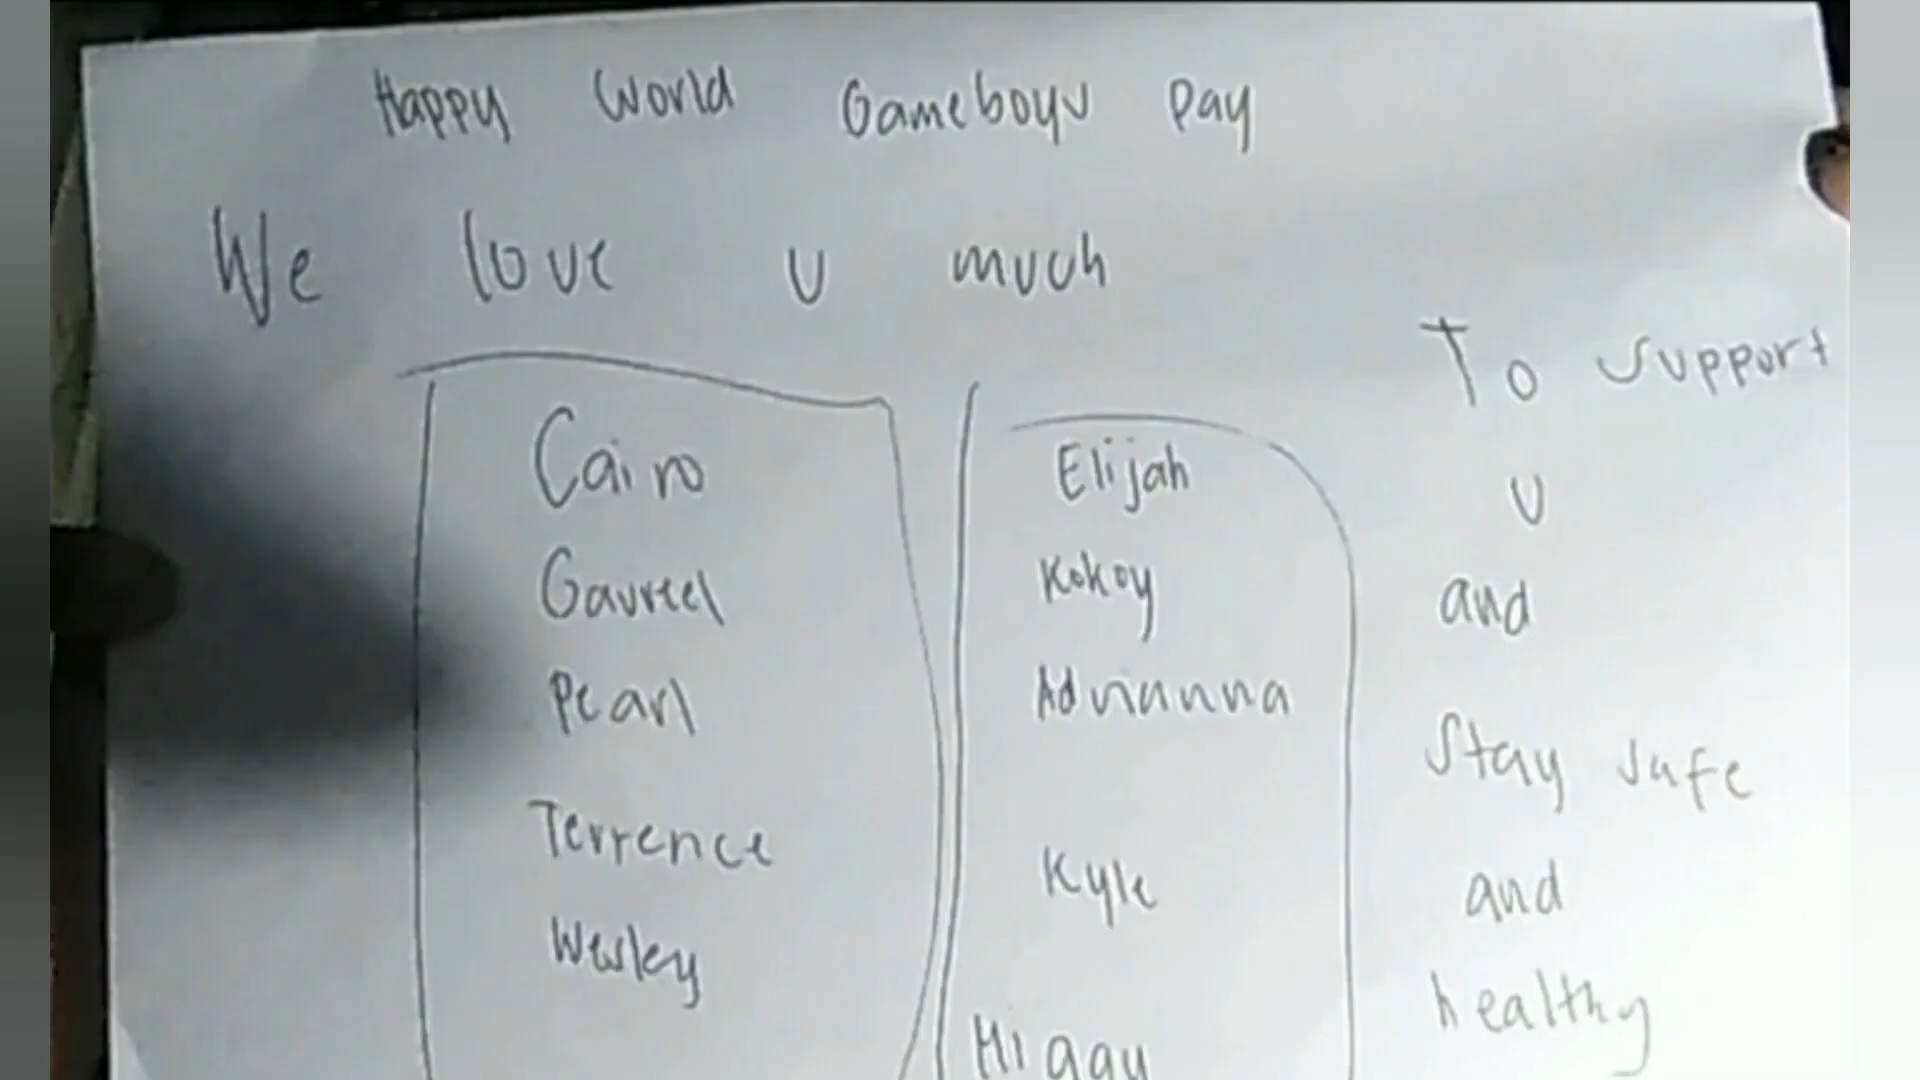 Happy World Gameboys Day
We love u much
Cairo
Gavreel
Pearl
Terrence
Wesley
Elijah
Kokoy
Adrianna
Kyle
To support
u
and
Stay safe
and
healthy